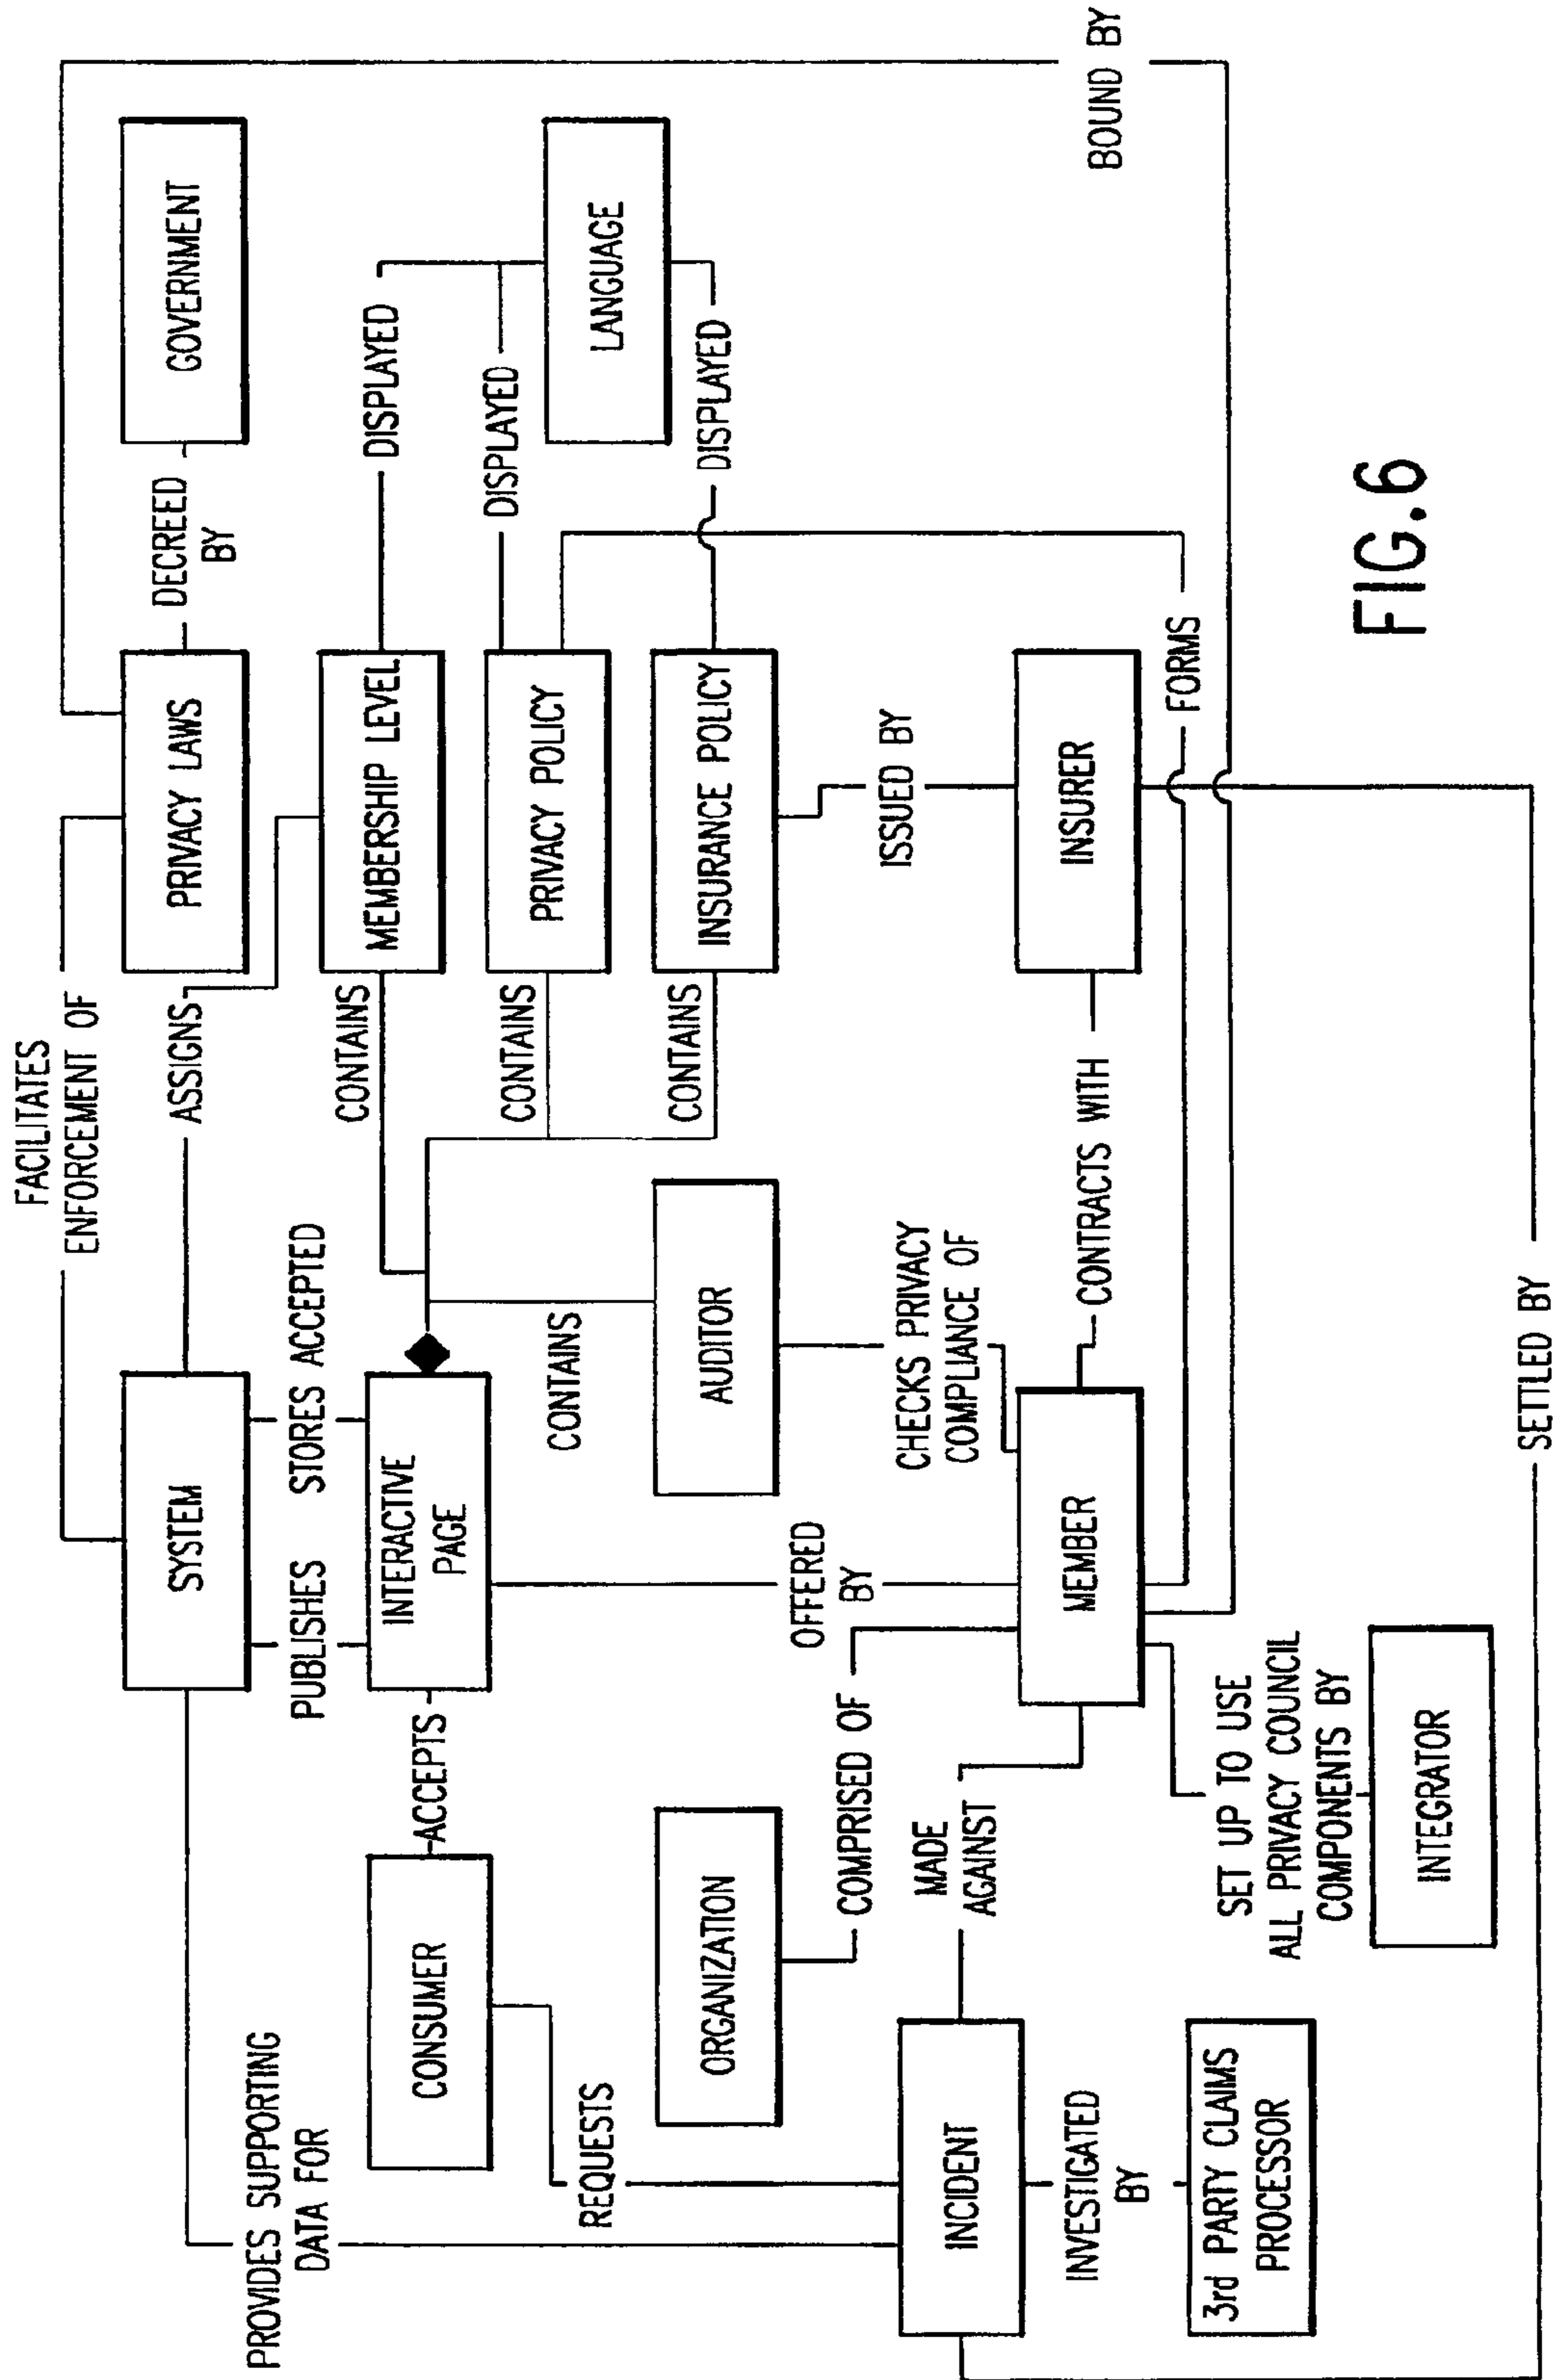 FACILITATES
ENFORCEMENT OF
PROVIDES SUPPORTING
DATA FOR
SYSTEM
ASSIGNS
PRIVACY LAWS
DECREED
BY
GOVERNMENT
PUBLISHES
STORES ACCEPTED
CONSUMER
ACCEPTS
INTERACTIVE
PAGE
CONTAINS
MEMBERSHIP LEVEL
DISPLAYED
CONTAINS
PRIVACY POLICY
DISPLAYED
LANGUAGE
CONTAINS
REQUESTS
ORGANIZATION
AUDITOR
CONTAINS
INSURANCE POLICY
DISPLAYED
COMPRISED OF
OFFERED
BY
CHECKS PRIVACY
COMPLIANCE OF
ISSUED BY
INCIDENT
MADE
AGAINST
MEMBER
CONTRACTS WITH
INSURER
BOUND BY
INVESTIGATED
BY
FORMS
3rd PARTY CLAIMS
PROCESSOR
SET UP TO USE
ALL PRIVACY COUNCIL
COMPONENTS BY
INTEGRATOR
SETTLED BY
FIG.6